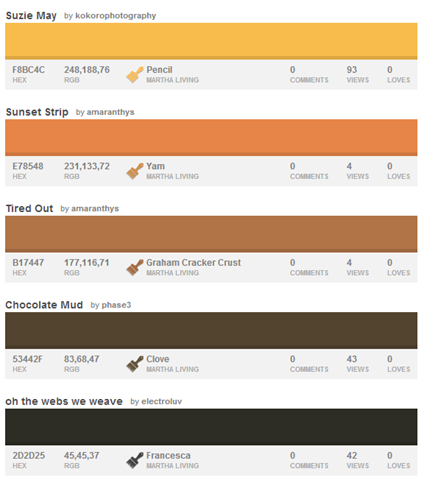 Suzie May by kokorophotography
F8BC4C 248,188,76 Pencil 0 93 0
HEX RGB MARTHA LIVING COMMENTS VIEWS LOVES
Sunset Strip by amaranthys
E78548 231,133,72 Yam 0 4 0
HEX RGB MARTHA LIVING COMMENTS VIEWS LOVES
Tired Out by amaranthys
B17447 177,116,71 Graham Cracker Crust 0 4 0
HEX RGB MARTHA LIVING COMMENTS VIEWS LOVES
Chocolate Mud by phase3
53442F 83,68,47 Clove 0 43 0
HEX RGB MARTHA LIVING COMMENTS VIEWS LOVES
oh the webs we weave by electroluv
2D2D25 45,45,37 Francesca 0 42 0
HEX RGB MARTHA LIVING COMMENTS VIEWS LOVES